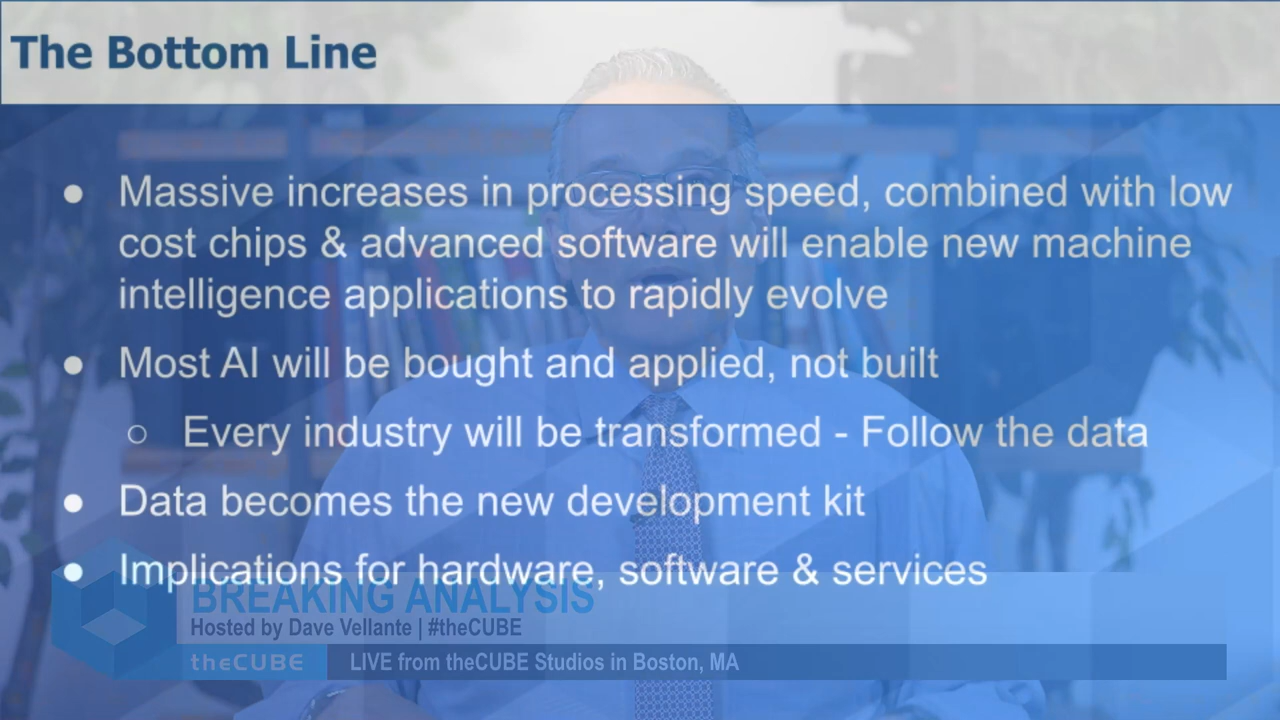 The Bottom Line
● Massive increases in processing speed, combined with low
cost chips & advanced software will enable new machine
intelligence applications to rapidly evolve
● Most AI will be bought and applied, not built
○ Every industry will be transformed - Follow the data
● Data becomes the new development kit
● Implications for hardware, software & services
BREAKING ANALYSIS
Hosted by Dave Vellante | #theCUBE
theCUBE LIVE from theCUBE Studios in Boston, MA